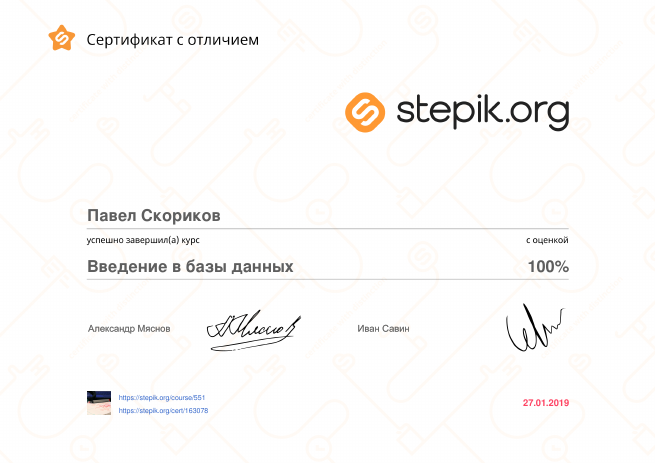 Сертификат с отличием
stepik.org
Павел Скориков
успешно завершил(а) курс с оценкой
Введение в базы данных 100%
Александр Мяснов Иван Савин
https://stepik.org/course/551
https://stepik.org/cert/163078
27.01.2019